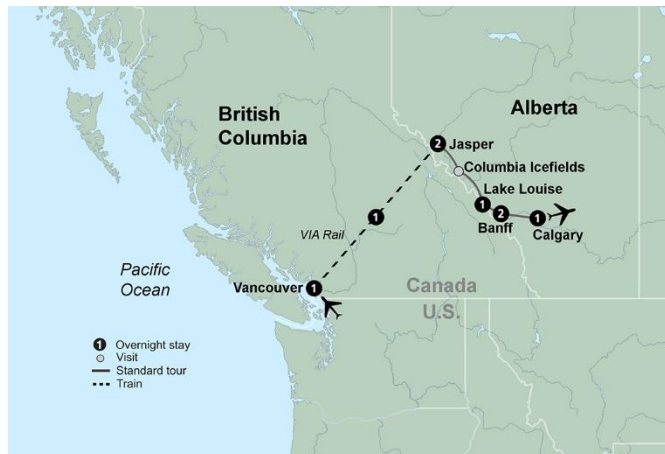 British
Columbia
Alberta
2
Jasper
Columbia Icefields
Lake Louise
1
2
1
Banff
Calgary
1
VIA Rail
Pacific
Ocean
Vancouver
1
Canada
U.S.
1 Overnight stay
Visit
Standard tour
Train